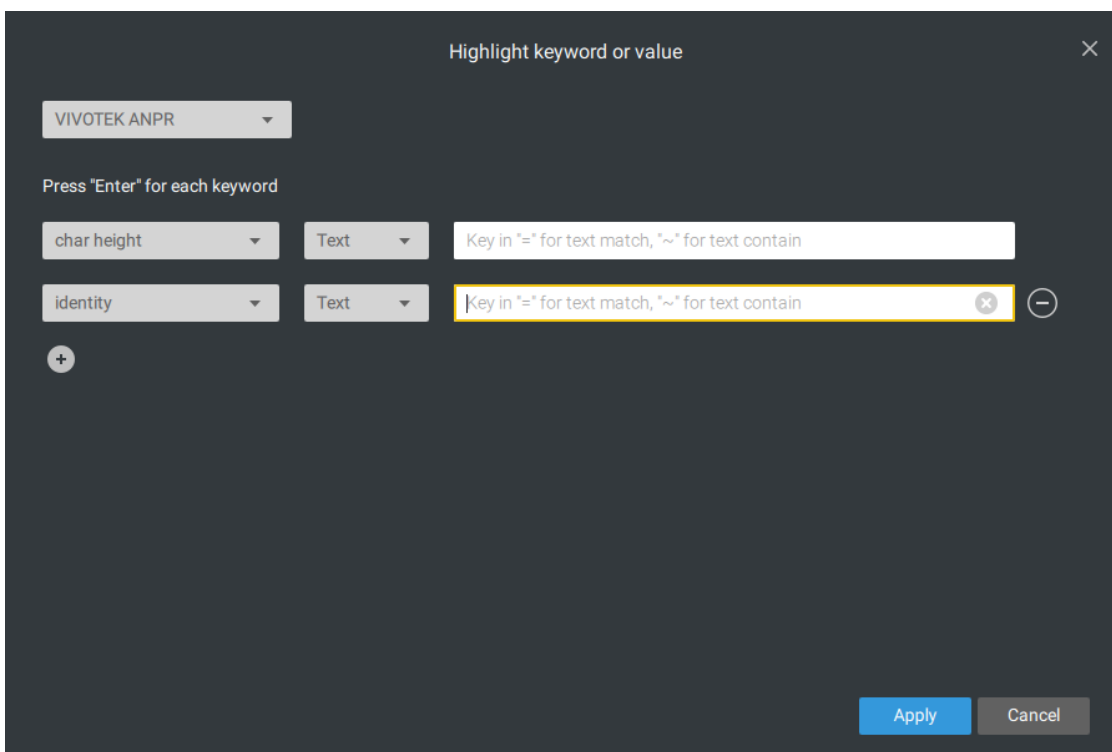 Highlight keyword or value
VIVOTEK ANPR
Press "Enter" for each keyword
char height Text Key in "=" for text match, "~" for text contain
identity Text Key in "=" for text match, "~" for text contain
Apply Cancel